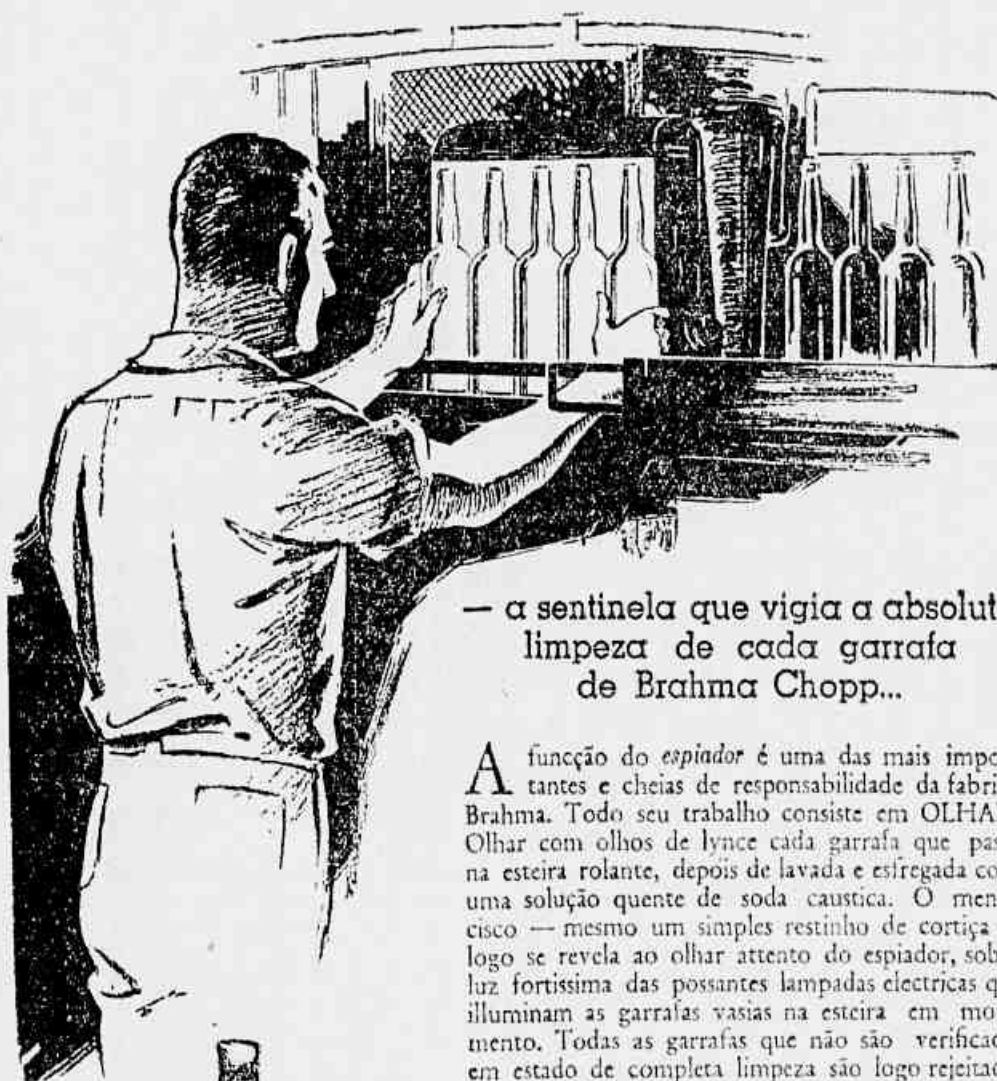 — a sentinela que vigia a absolut
limpeza de cada garrafa
de Brahma Chopp...
A funcção do espiador é uma das mais impo
tantes e cheias de responsabilidade da fabri
Brahma. Todo seu trabalho consiste em OLHA
Olhar com olhos de lynce cada garrafa que pas
na esteira rolante, depois de lavada e esfregada co
uma solução quente de soda caustica. O men
cisco — mesmo um simples restinho de cortiça
logo se revela ao olhar attento do espiador, sob
luz fortissima das possantes lampadas electricas q
illuminam as garrafas vasias na esteira em mo
mento. Todas as garrafas que não são verificad
em estado de completa limpeza são logo rejeitad